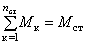 n_ст
∑ M_к = M_ст
к=1